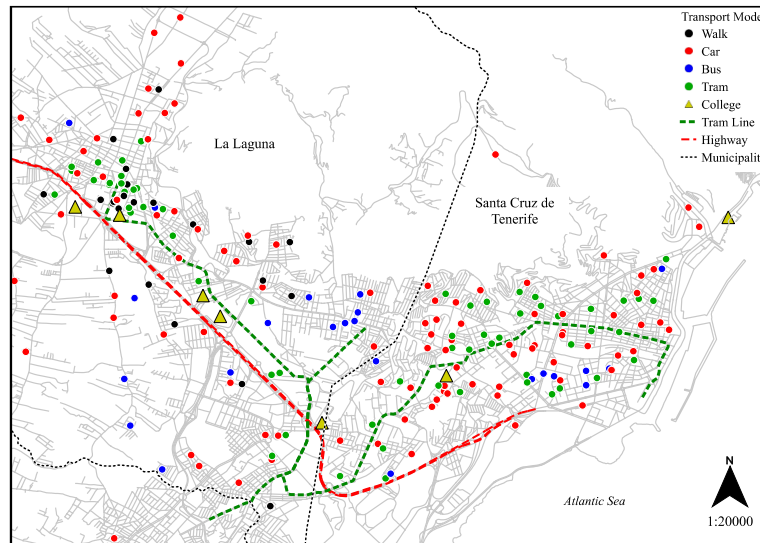 Transport Mode
Walk
Car
Bus
Tram
College
Tram Line
Highway
Municipalit
La Laguna
Santa Cruz de
Tenerife
Atlantic Sea
N
1:20000